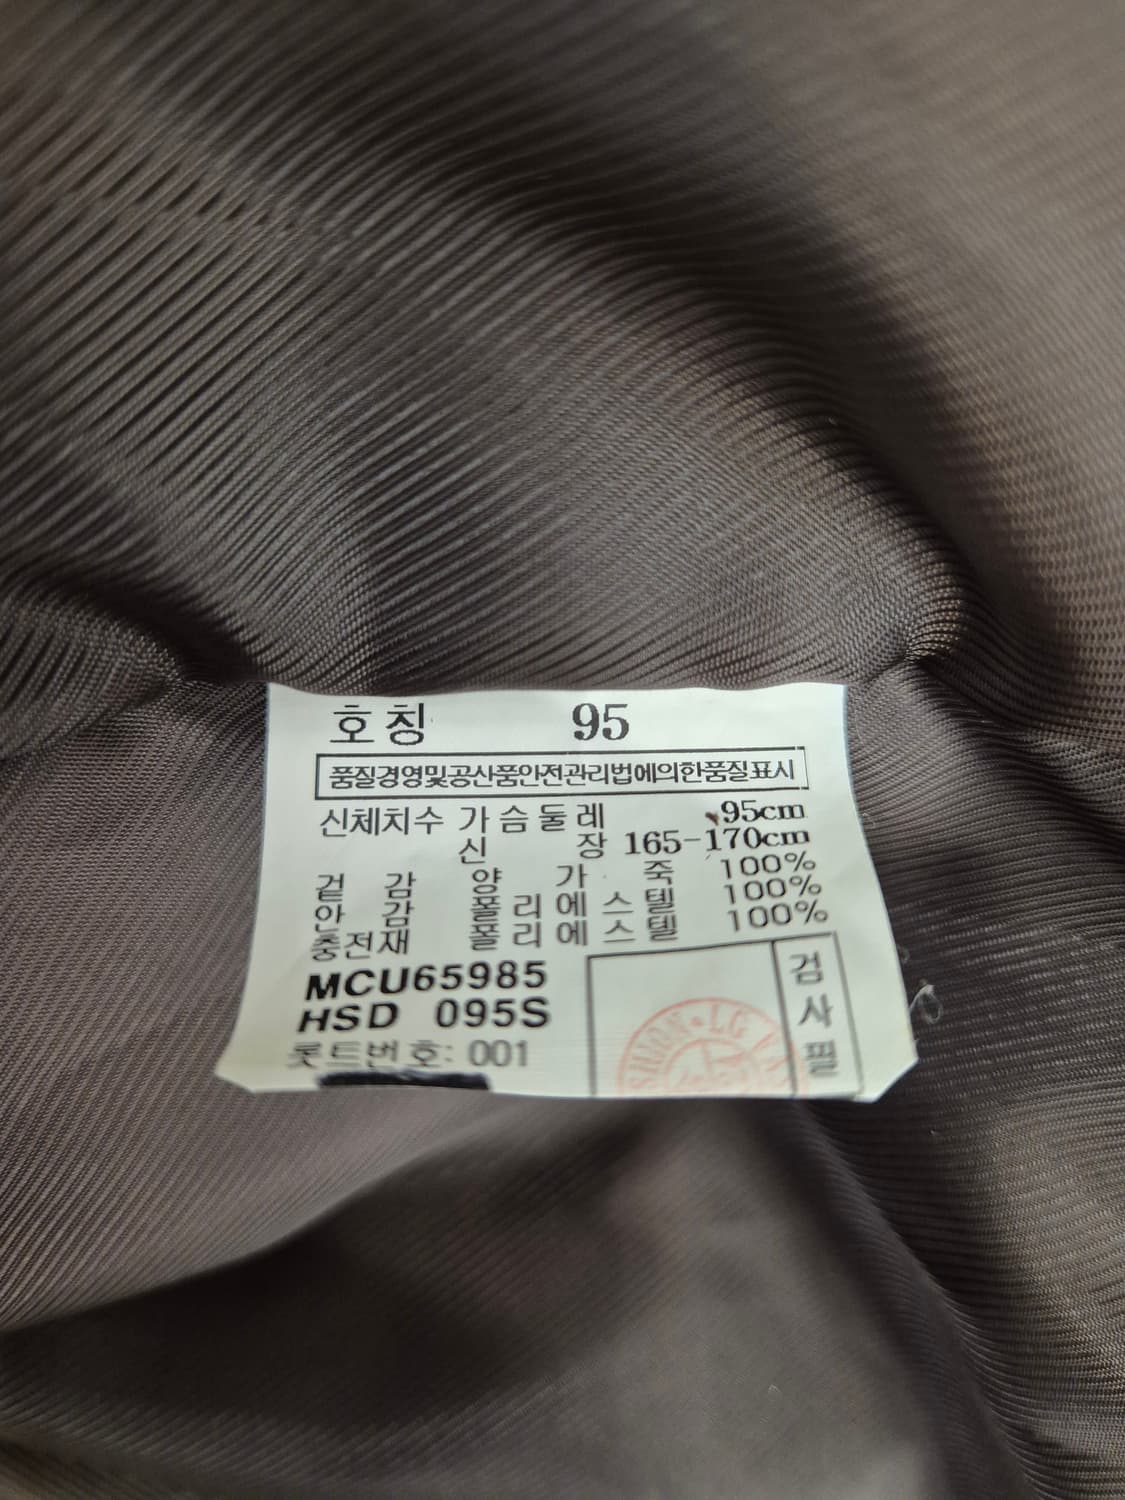 호칭 95
품질경영및공산품안전관리법에의한품질표시
신체치수 가슴둘레 95cm
신장 165-170cm
겉감 양가죽 100%
안감 폴리에스텔 100%
충전재 폴리에스텔 100%
MCU65985
HSD 095S
롯드번호: 001
검사필
LG